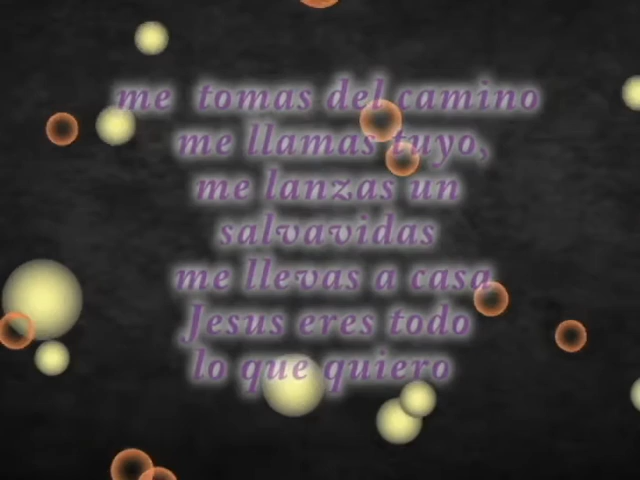 me tomas del camino
me llamas tuyo,
me lanzas un
salvavidas
me llevas a casa
Jesus eres todo
lo que quiero